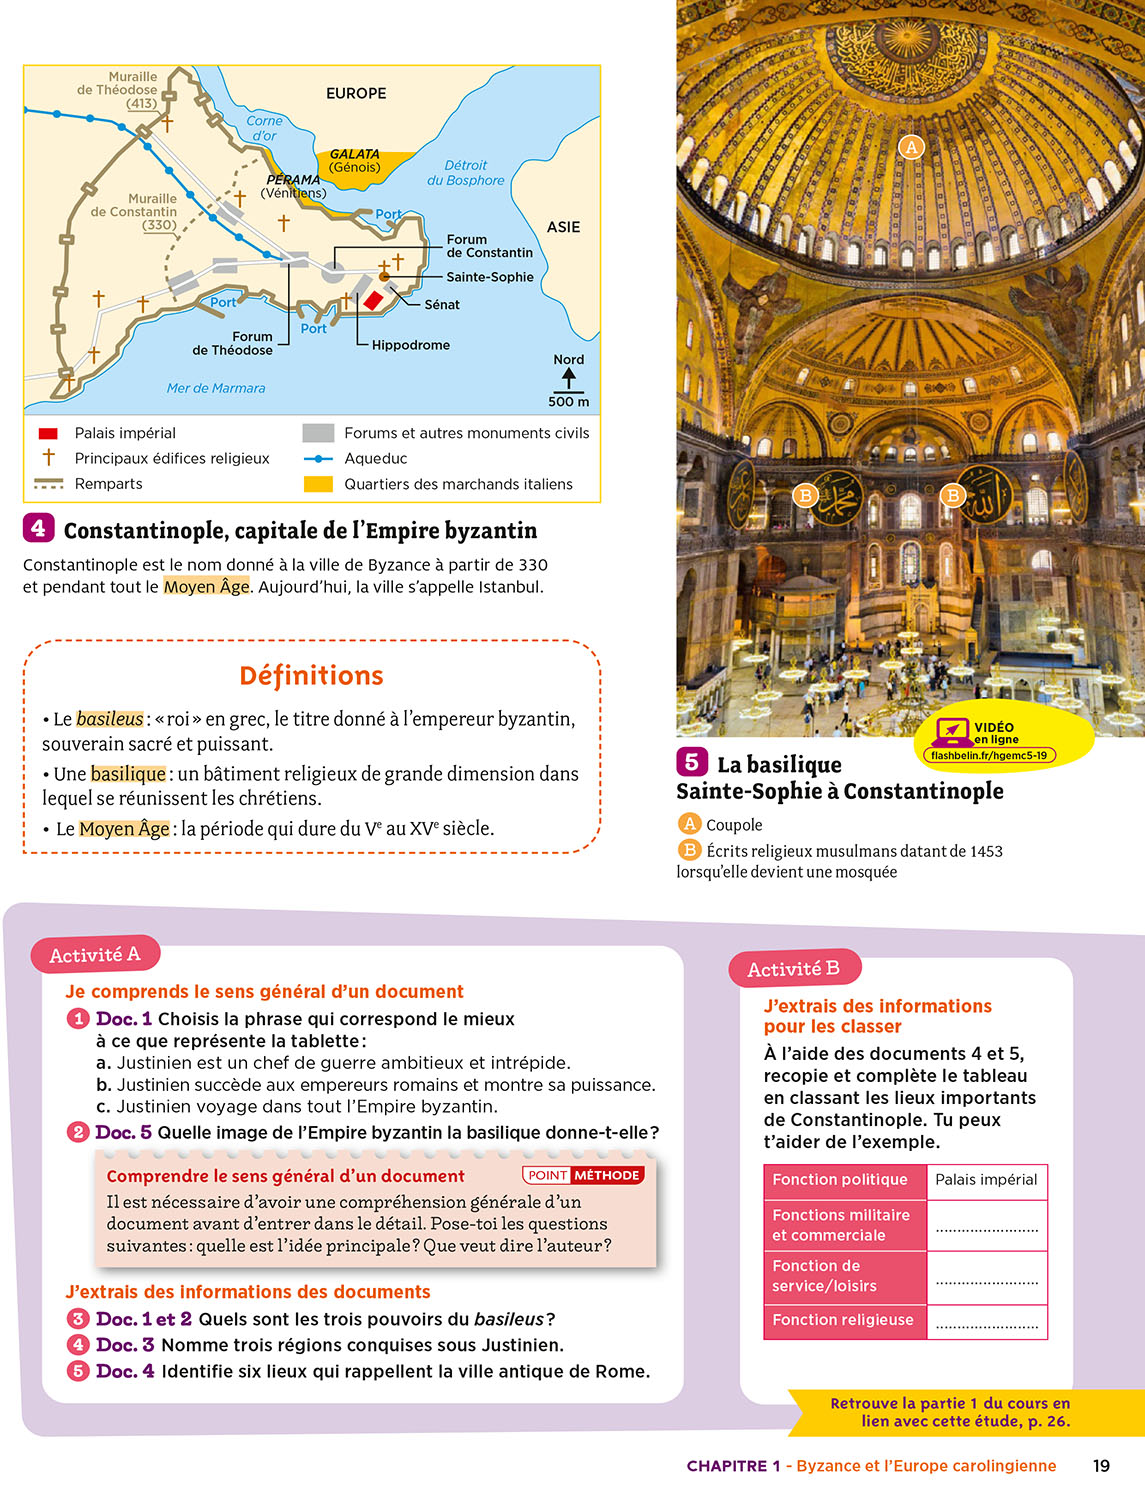 Muraille
de Théodose
(413)
EUROPE
Corne
d'or
GALATA
(Génois)
Détroit
du Bosphore
PÉRAMA
(Vénitiens)
Muraille
de Constantin
(330)
Port
ASIE
Forum
de Constantin
Sainte-Sophie
Sénat
Port
Port
Forum
de Théodose
Hippodrome
Nord
500 m
Mer de Marmara
Palais impérial
Principaux édifices religieux
Remparts
Forums et autres monuments civils
Aqueduc
Quartiers des marchands italiens
4 Constantinople, capitale de l'Empire byzantin
Constantinople est le nom donné à la ville de Byzance à partir de 330
et pendant tout le Moyen Âge. Aujourd'hui, la ville s'appelle Istanbul.
Définitions
• Le basileus : « roi » en grec, le titre donné à l'empereur byzantin,
souverain sacré et puissant.
• Une basilique : un bâtiment religieux de grande dimension dans
lequel se réunissent les chrétiens.
• Le Moyen Âge : la période qui dure du Ve au XVe siècle.
A
B
B
VIDÉO
en ligne
flashbelin.fr/hgemc5-19
5 La basilique
Sainte-Sophie à Constantinople
A Coupole
B Écrits religieux musulmans datant de 1453
lorsqu'elle devient une mosquée
Activité A
Je comprends le sens général d'un document
1 Doc. 1 Choisis la phrase qui correspond le mieux
à ce que représente la tablette :
a. Justinien est un chef de guerre ambitieux et intrépide.
b. Justinien succède aux empereurs romains et montre sa puissance.
c. Justinien voyage dans tout l'Empire byzantin.
2 Doc. 5 Quelle image de l'Empire byzantin la basilique donne-t-elle ?
Comprendre le sens général d'un document
POINT MÉTHODE
Il est nécessaire d'avoir une compréhension générale d'un
document avant d'entrer dans le détail. Pose-toi les questions
suivantes : quelle est l'idée principale ? Que veut dire l'auteur ?
J'extrais des informations des documents
3 Doc. 1 et 2 Quels sont les trois pouvoirs du basileus ?
4 Doc. 3 Nomme trois régions conquises sous Justinien.
5 Doc. 4 Identifie six lieux qui rappellent la ville antique de Rome.
Activité B
J'extrais des informations
pour les classer
À l'aide des documents 4 et 5,
recopie et complète le tableau
en classant les lieux importants
de Constantinople. Tu peux
t'aider de l'exemple.
Fonction politique
Palais impérial
Fonctions militaire
et commerciale
........................
Fonction de
service/loisirs
........................
Fonction religieuse
........................
Retrouve la partie 1 du cours en
lien avec cette étude, p. 26.
CHAPITRE 1 - Byzance et l'Europe carolingienne 19